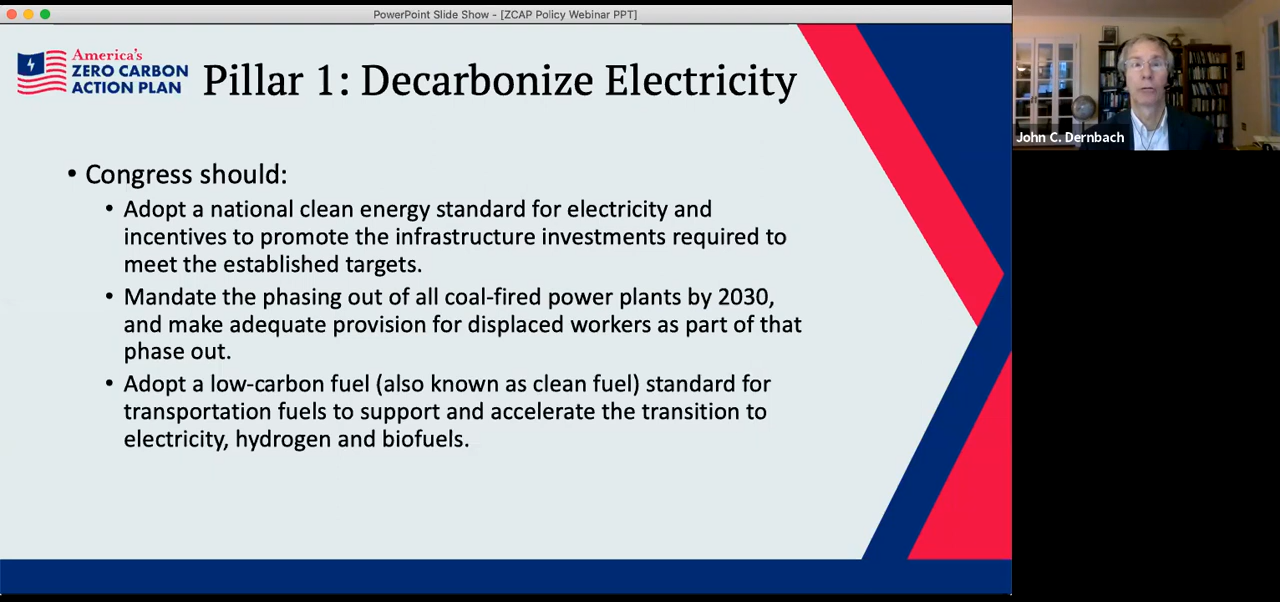 PowerPoint Slide Show - [ZCAP Policy Webinar PPT]
America's
ZERO CARBON
ACTION PLAN
Pillar 1: Decarbonize Electricity
• Congress should:
• Adopt a national clean energy standard for electricity and
incentives to promote the infrastructure investments required to
meet the established targets.
• Mandate the phasing out of all coal-fired power plants by 2030,
and make adequate provision for displaced workers as part of that
phase out.
• Adopt a low-carbon fuel (also known as clean fuel) standard for
transportation fuels to support and accelerate the transition to
electricity, hydrogen and biofuels.
John C. Dernbach